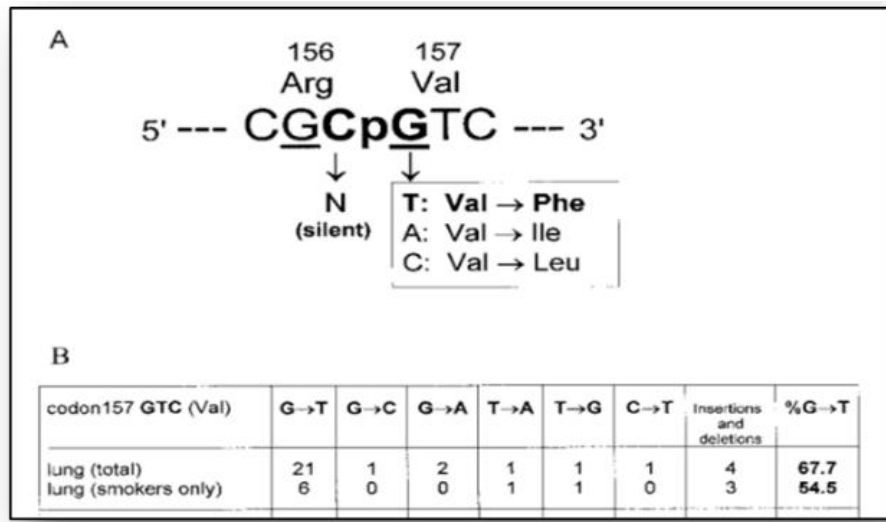 A
156 157
Arg Val
5' --- CGCpGTC --- 3'
↓ ↓
N T: Val → Phe
(silent) A: Val → Ile
C: Val → Leu
B
codon157 GTC (Val) G→T G→C G→A T→A T→G C→T Insertions and deletions %G→T
lung (total) 21 1 2 1 1 1 4 67.7
lung (smokers only) 6 0 0 1 1 0 3 54.5